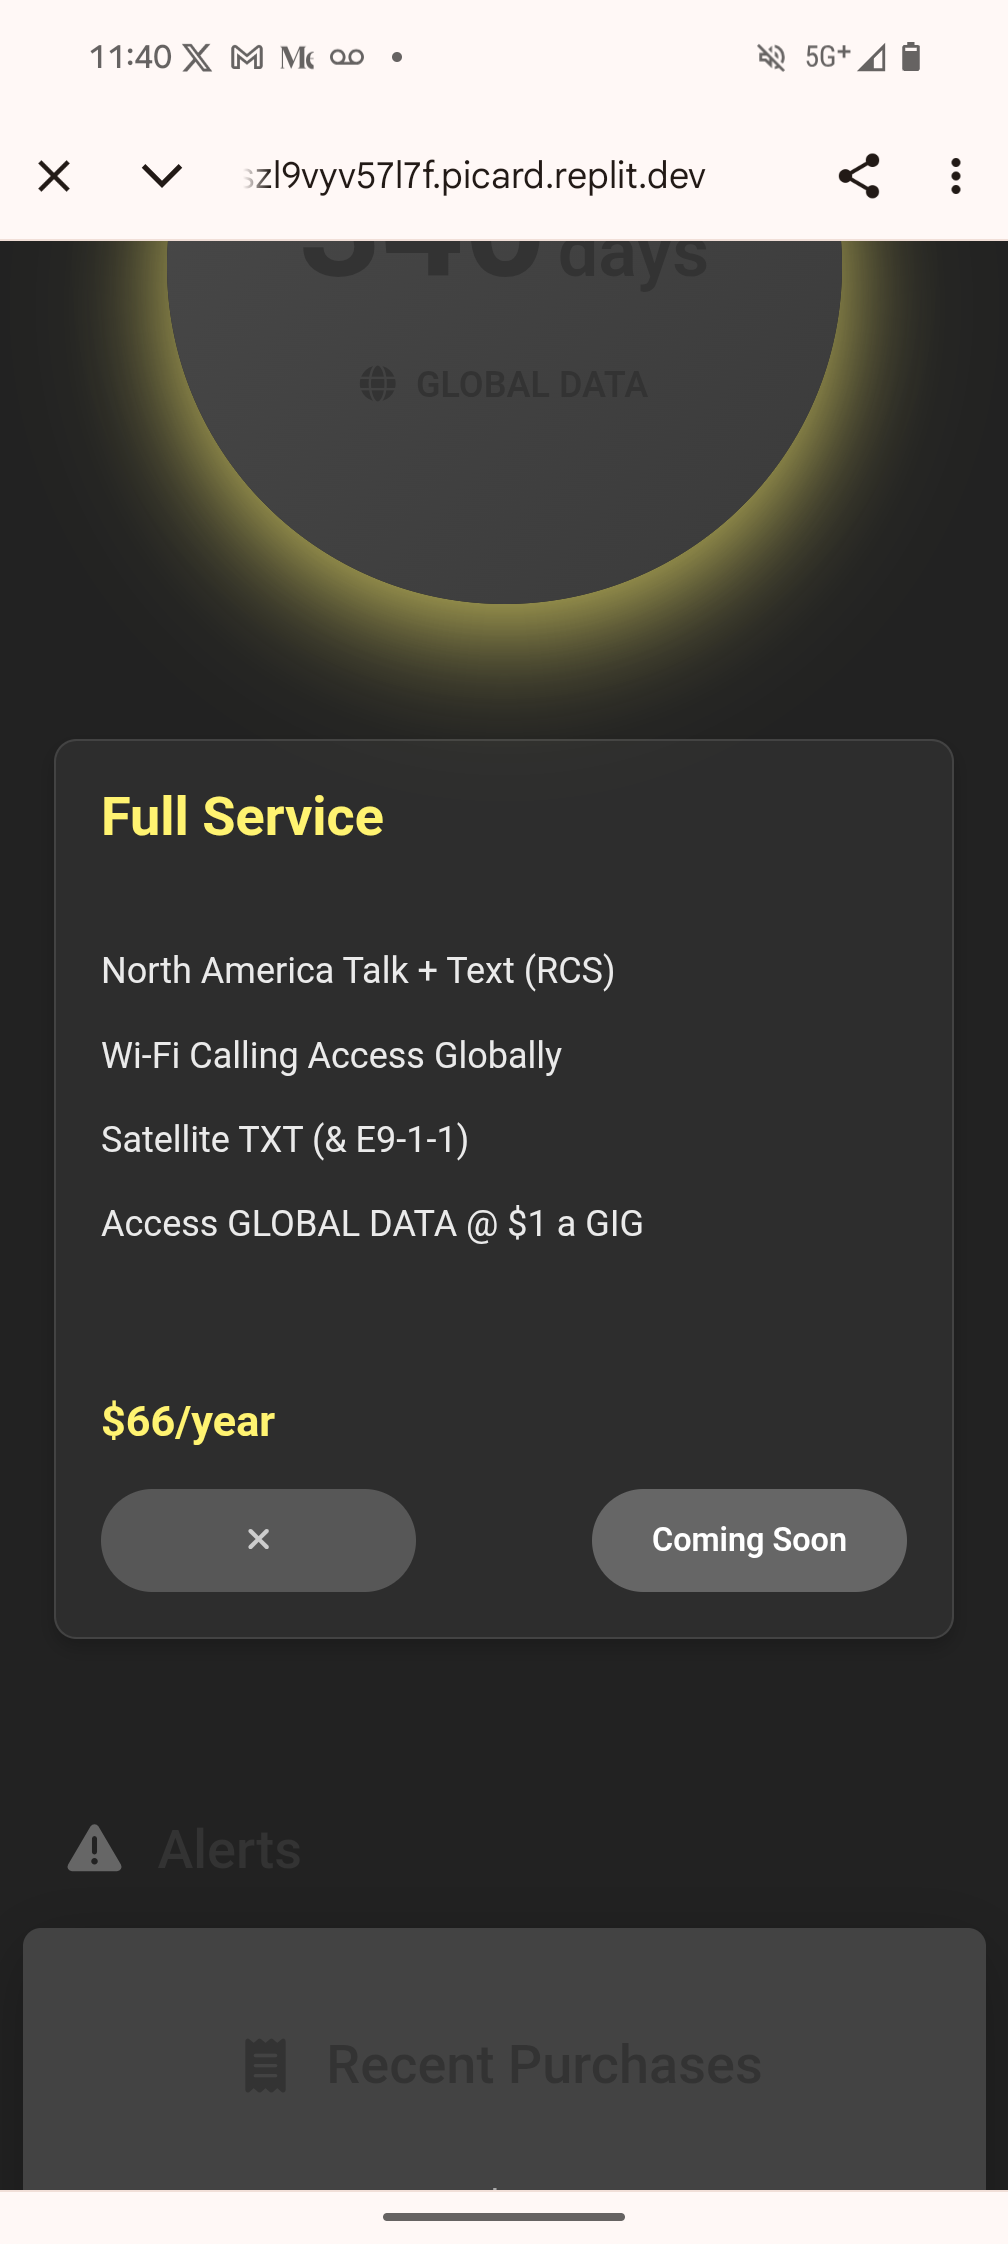 11:40
5G+
zl9vyv57l7f.picard.replit.dev
days
GLOBAL DATA
Full Service
North America Talk + Text (RCS)
Wi-Fi Calling Access Globally
Satellite TXT (& E9-1-1)
Access GLOBAL DATA @ $1 a GIG
$66/year
× Coming Soon
Alerts
Recent Purchases